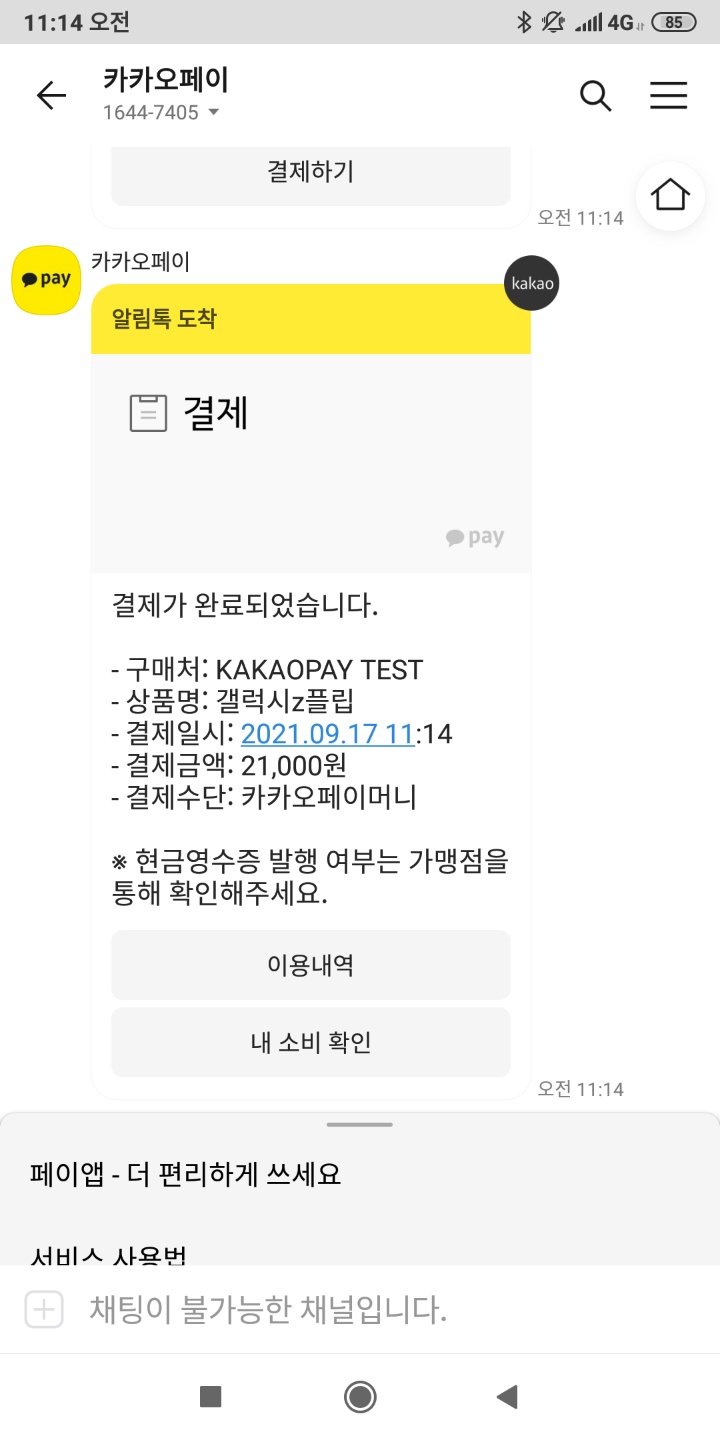 11:14 오전
4G
85
카카오페이
1644-7405
결제하기
오전 11:14
pay
카카오페이
kakao
알림톡 도착
결제
pay
결제가 완료되었습니다.
- 구매처: KAKAOPAY TEST
- 상품명: 갤럭시z플립
- 결제일시: 2021.09.17 11:14
- 결제금액: 21,000원
- 결제수단: 카카오페이머니
※ 현금영수증 발행 여부는 가맹점을
통해 확인해주세요.
이용내역
내 소비 확인
오전 11:14
페이앱 - 더 편리하게 쓰세요
서비스 사용법
채팅이 불가능한 채널입니다.